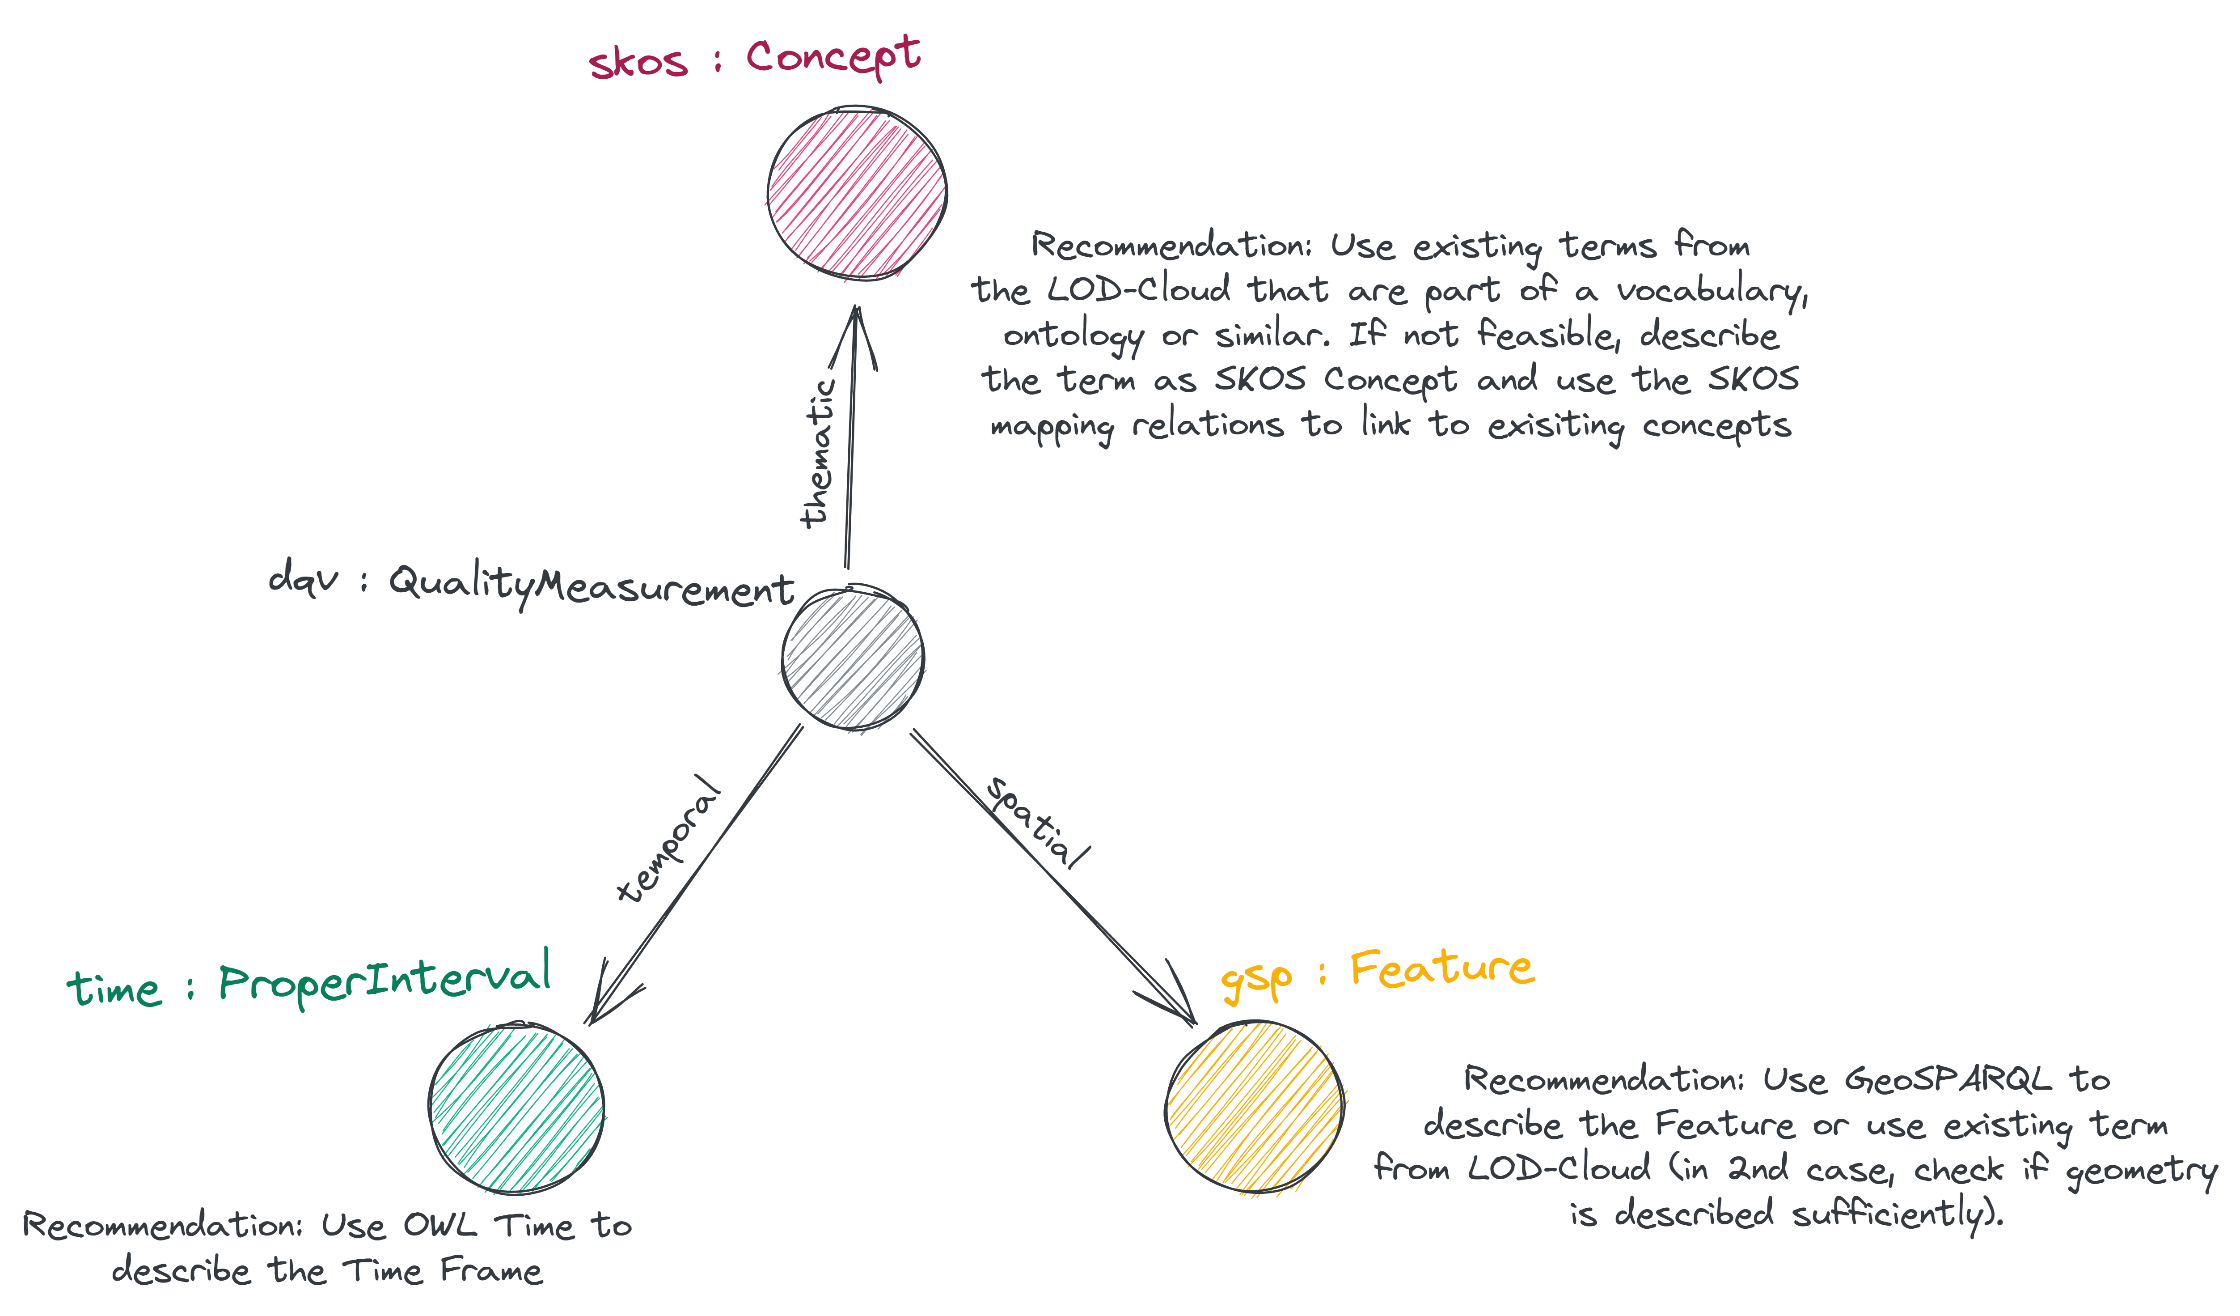 skos : Concept
Recommendation: Use existing terms from
the LOD-Cloud that are part of a vocabulary,
ontology or similar. If not feasible, describe
the term as SKOS Concept and use the SKOS
mapping relations to link to exisiting concepts
thematic
dqv : QualityMeasurement
temporal
spatial
time : ProperInterval
gsp : Feature
Recommendation: Use GeoSPARQL to
describe the Feature or use existing term
from LOD-Cloud (in 2nd case, check if geometry
is described sufficiently).
Recommendation: Use OWL Time to
describe the Time Frame